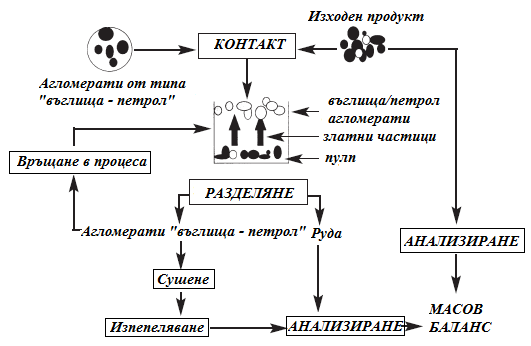 Изходен продукт
КОНТАКТ
Агломерати от типа
"въглища - петрол"
въглища/петрол
агломерати
златни частици
пулп
Връщане в процеса
РАЗДЕЛЯНЕ
Агломерати "въглища - петрол"
Руда
АНАЛИЗИРАНЕ
Сушене
Изпепеляване
АНАЛИЗИРАНЕ
МАСОВ
БАЛАНС